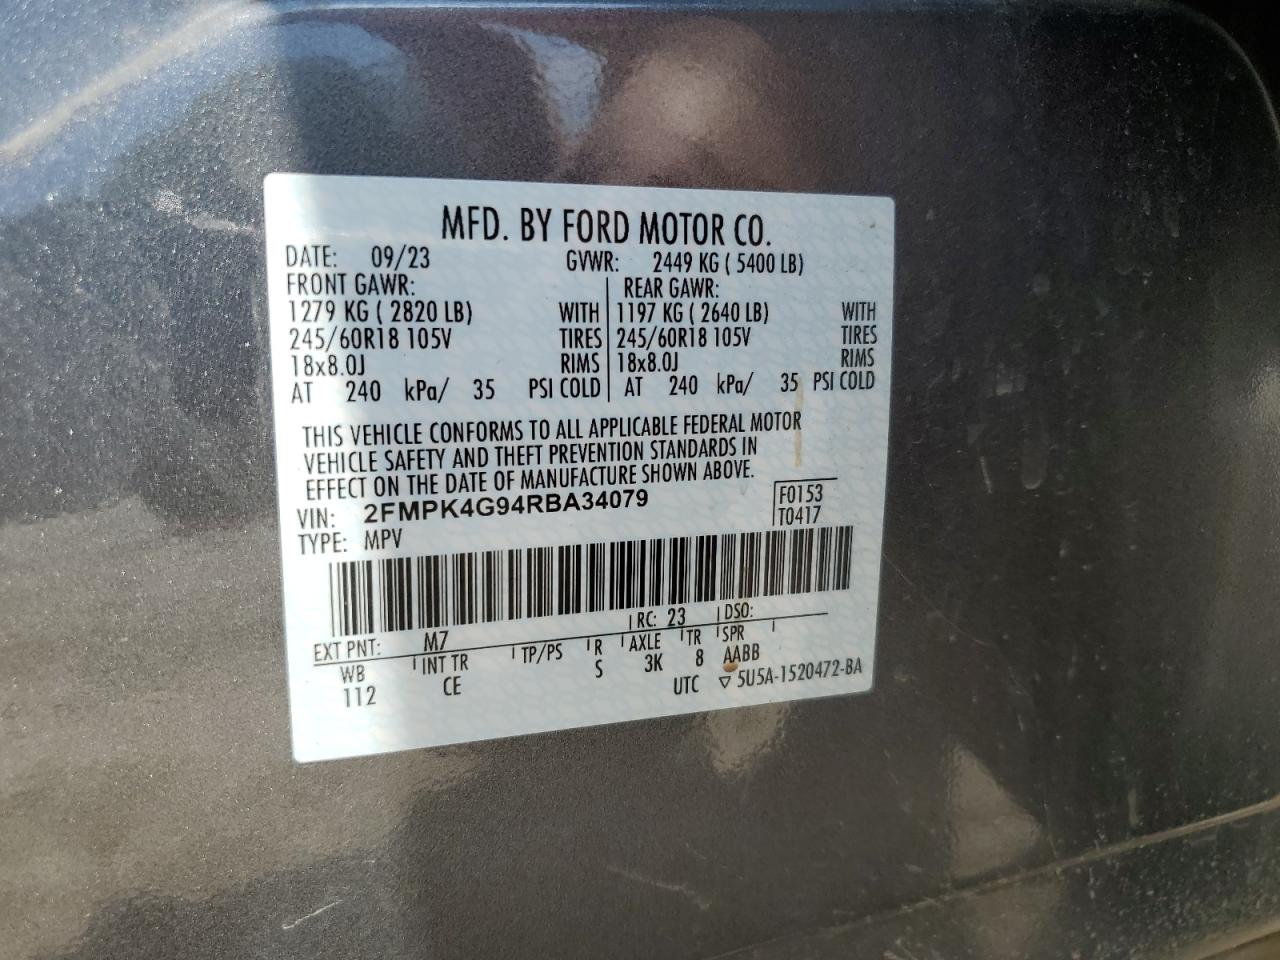 MFD. BY FORD MOTOR CO.
DATE: 09/23 GVWR: 2449 KG ( 5400 LB)
FRONT GAWR: REAR GAWR:
1279 KG ( 2820 LB) WITH 1197 KG ( 2640 LB) WITH
245/60R18 105V TIRES 245/60R18 105V TIRES
18x8.0J RIMS 18x8.0J RIMS
AT 240 kPa/ 35 PSI COLD AT 240 kPa/ 35 PSI COLD
THIS VEHICLE CONFORMS TO ALL APPLICABLE FEDERAL MOTOR
VEHICLE SAFETY AND THEFT PREVENTION STANDARDS IN
EFFECT ON THE DATE OF MANUFACTURE SHOWN ABOVE.
VIN: 2FMPK4G94RBA34079 F0153
TYPE: MPV T0417
EXT PNT: M7 RC: 23 DSO:
WB INT TR TP/PS R AXLE TR SPR
112 CE S 3K 8 AABB
UTC ▽ 5U5A-1520472-BA